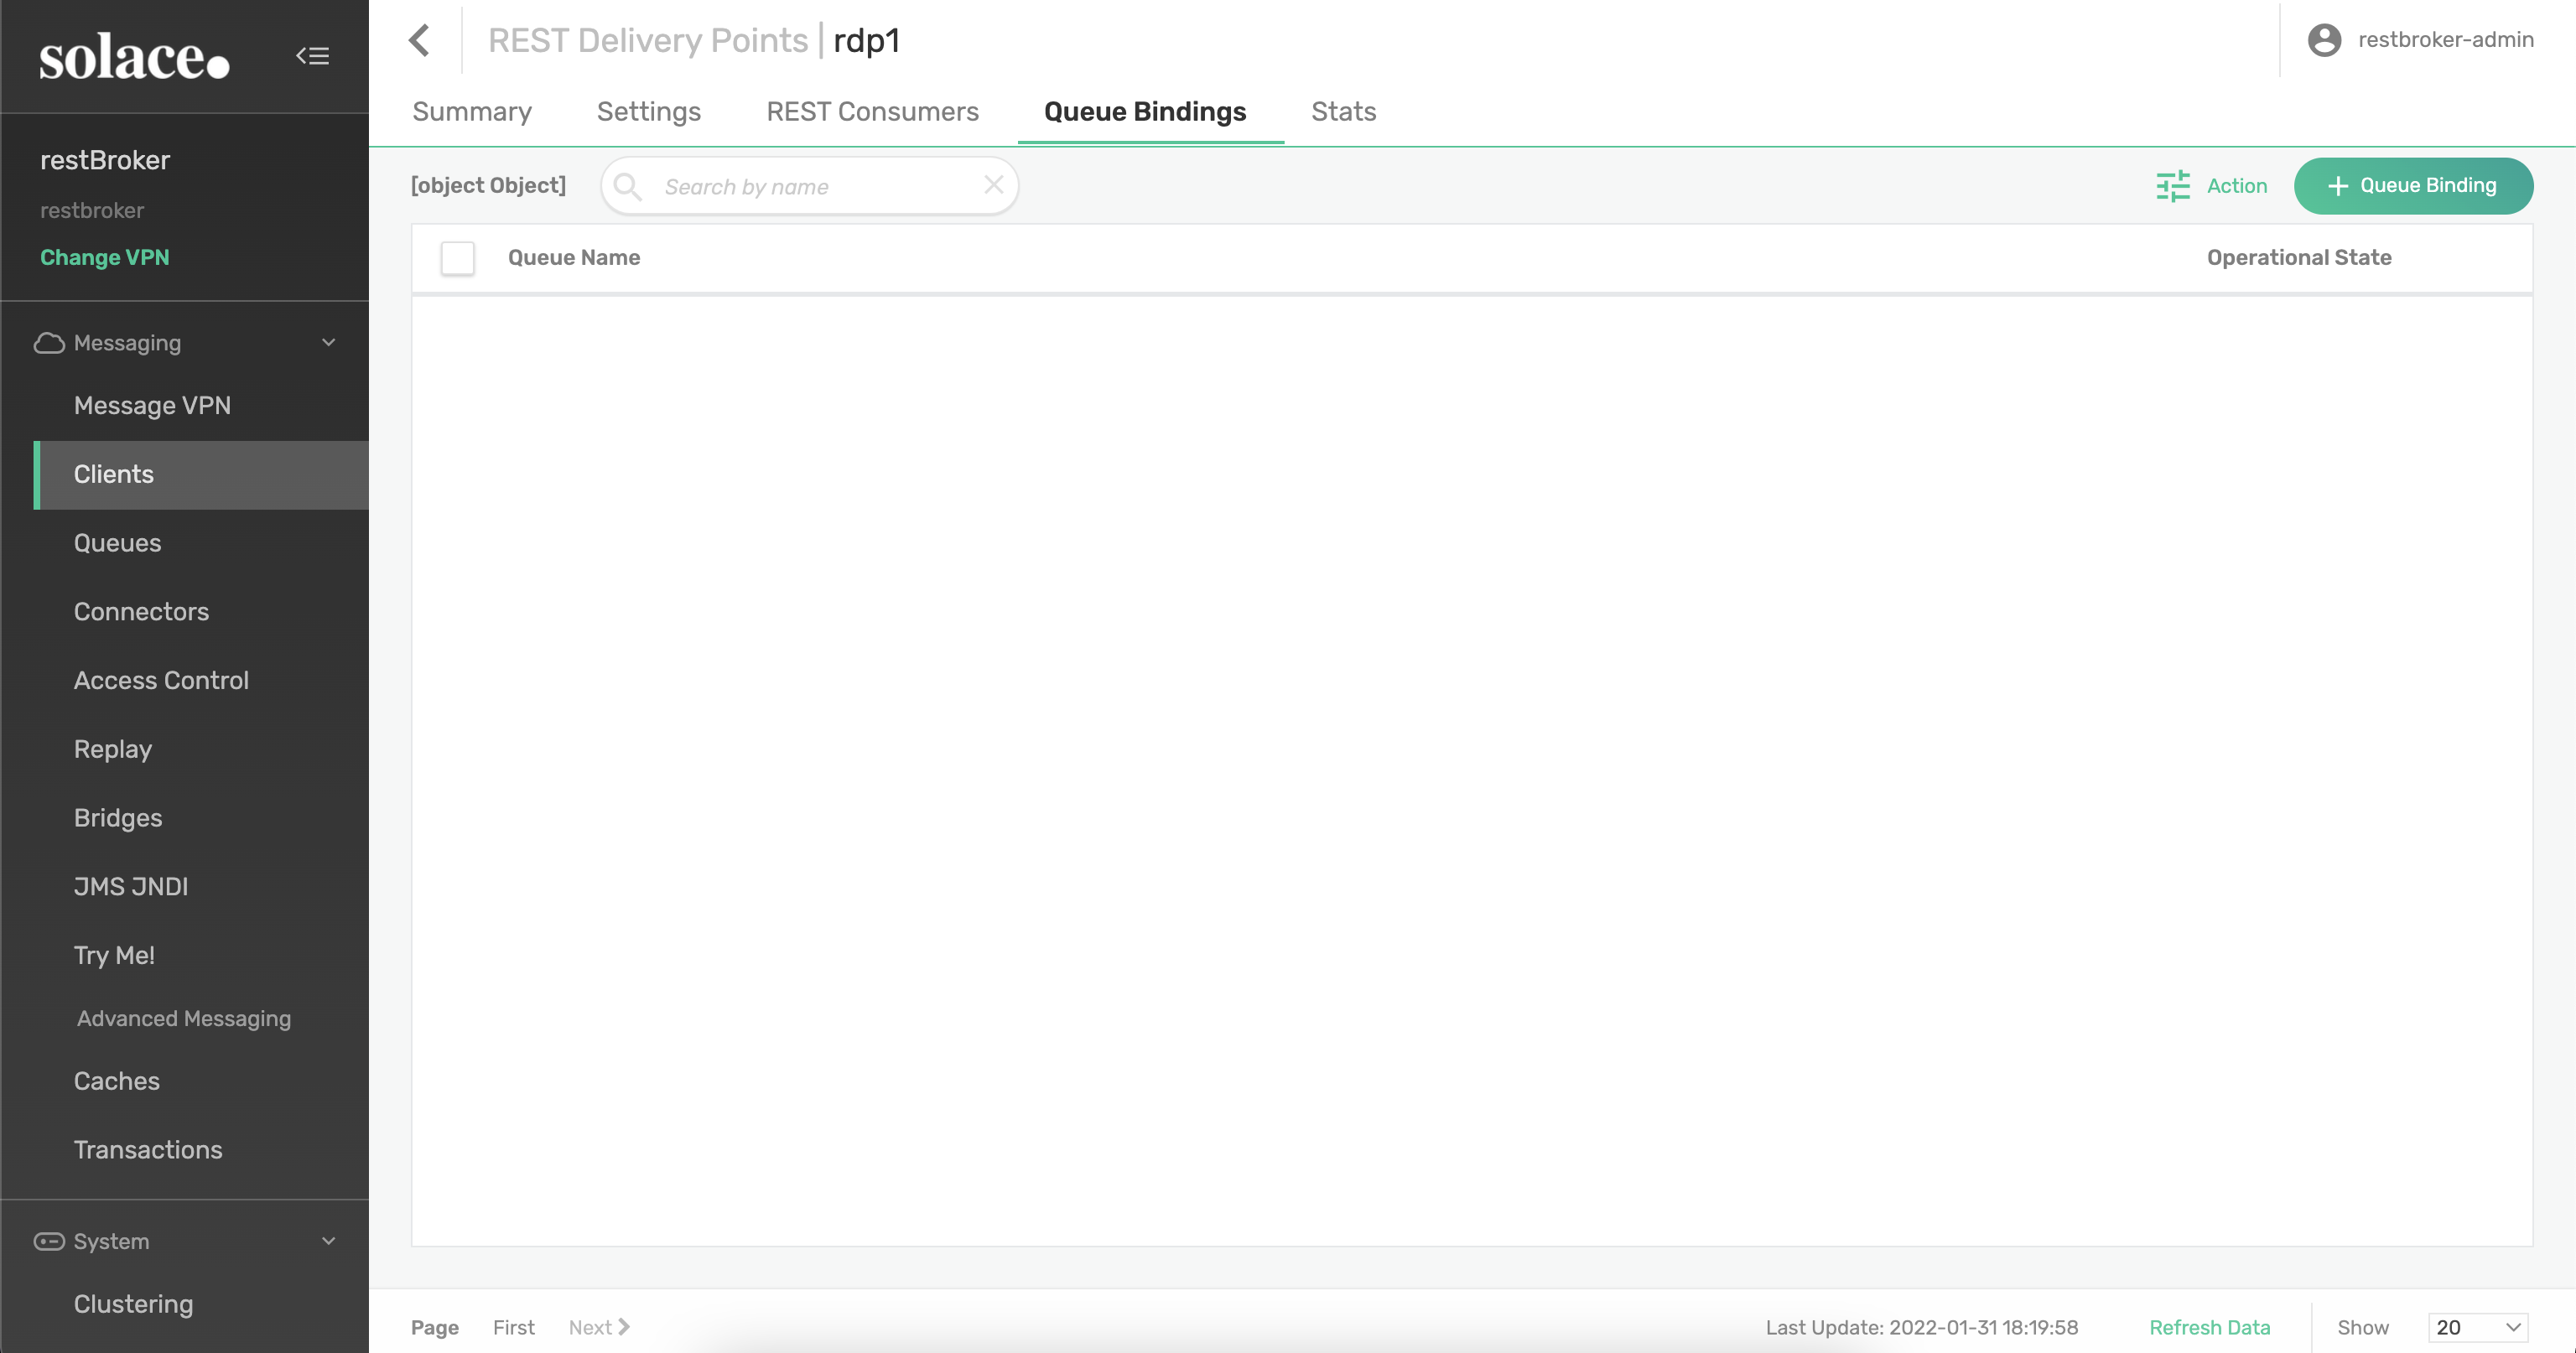 solace.
restBroker
restbroker
Change VPN
Messaging
Message VPN
Clients
Queues
Connectors
Access Control
Replay
Bridges
JMS JNDI
Try Me!
Advanced Messaging
Caches
Transactions
System
Clustering
REST Delivery Points | rdp1
restbroker-admin
Summary Settings REST Consumers Queue Bindings Stats
[object Object] Search by name Action + Queue Binding
Queue Name Operational State
Page First Next Last Update: 2022-01-31 18:19:58 Refresh Data Show 20